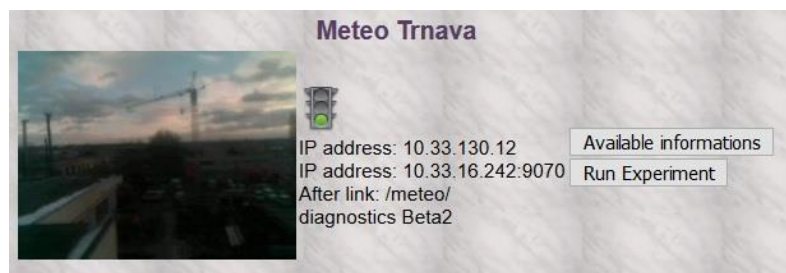 Meteo Trnava
IP address: 10.33.130.12
IP address: 10.33.16.242:9070
After link: /meteo/
diagnostics Beta2
Available informations
Run Experiment